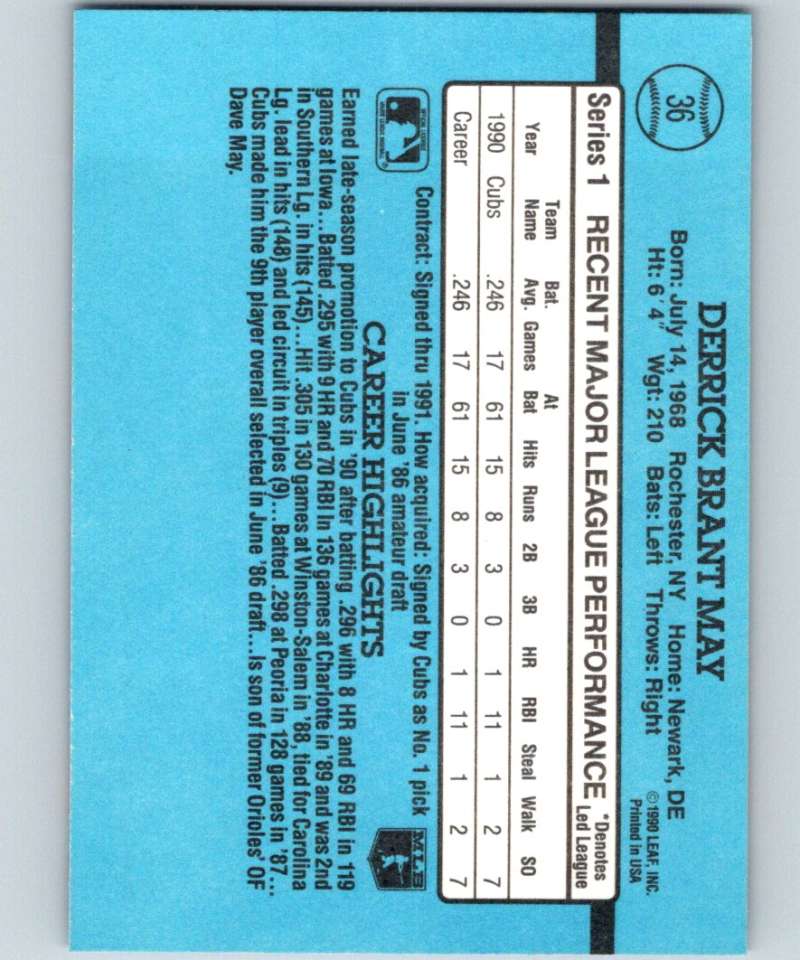 36
DERRICK BRANT MAY
Born: July 14, 1968 Rochester, NY Home: Newark, DE
Ht: 6'4" Wgt: 210 Bats: Left Throws: Right
©1990 LEAF, INC.
Printed in USA
Series 1 RECENT MAJOR LEAGUE PERFORMANCE *Denotes Led League
Year Team Name Bat. Avg. Games At Bat Hits Runs 2B 3B HR RBI Steal Walk SO
1990 Cubs .246 17 61 15 8 3 0 1 11 1 2 7
Career .246 17 61 15 8 3 0 1 11 1 2 7
Contract: Signed thru 1991. How acquired: Signed by Cubs as No. 1 pick
in June '86 amateur draft
MLB
CAREER HIGHLIGHTS
Earned late-season promotion to Cubs in '90 after batting .296 with 8 HR and 69 RBI in 119
games at Iowa... Batted .295 with 9 HR and 70 RBI in 136 games at Charlotte in '89 and was 2nd
in Southern Lg. in hits (145)... Hit .305 in 130 games at Winston-Salem in '88, tied for Carolina
Lg. lead in hits (148) and led circuit in triples (9)... Batted .298 at Peoria in 128 games in '87...
Cubs made him the 9th player overall selected in June '86 draft... Is son of former Orioles' OF
Dave May.